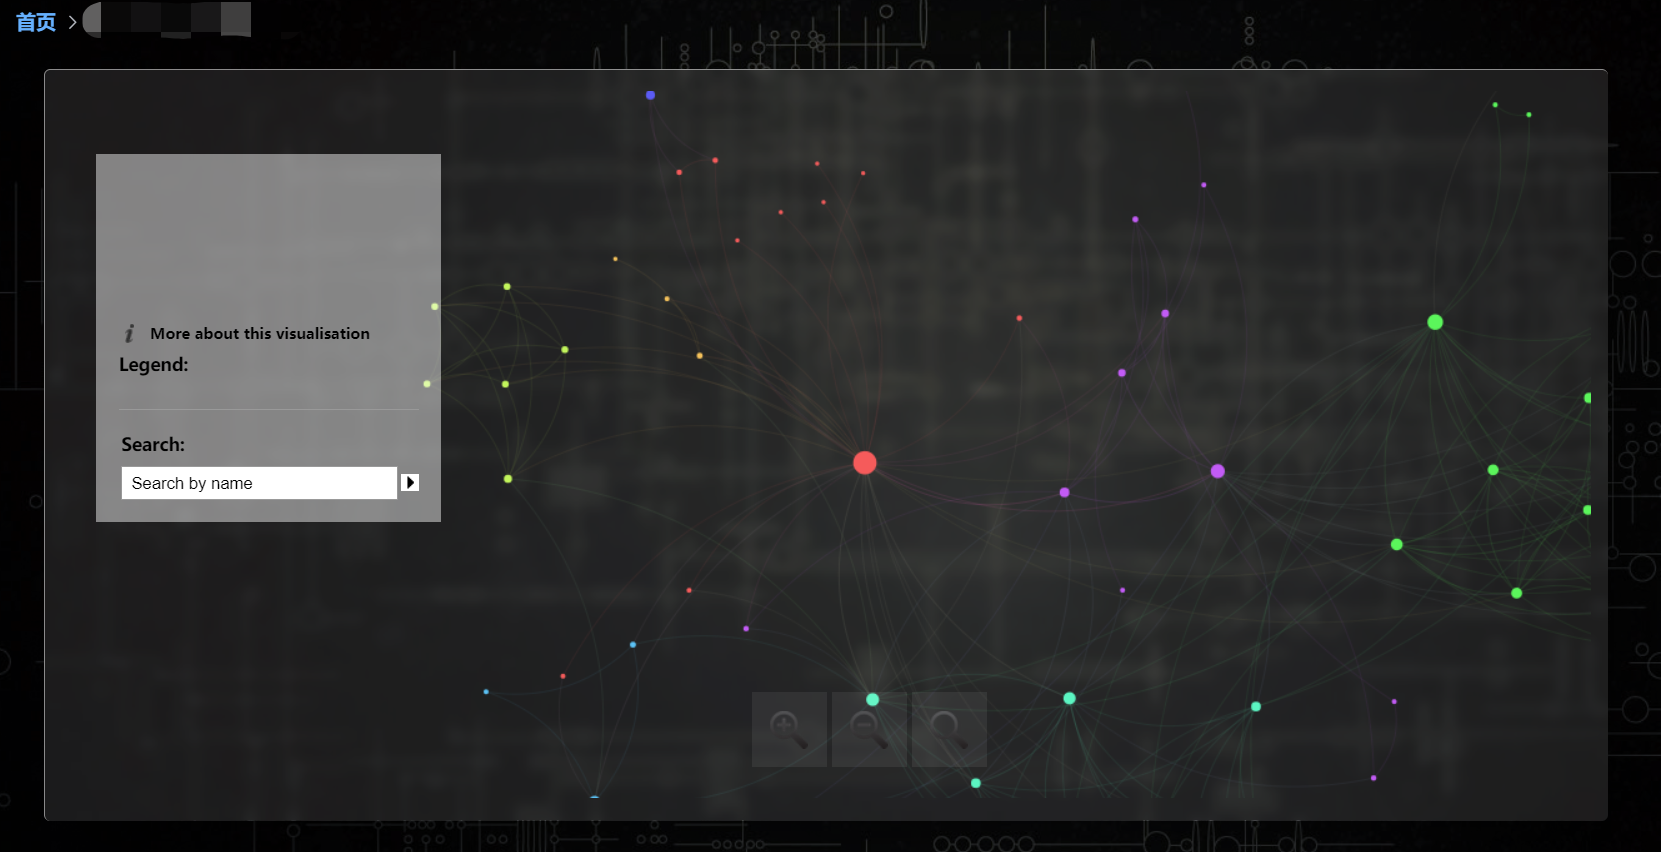 首页
More about this visualisation
Legend:
Search:
Search by name